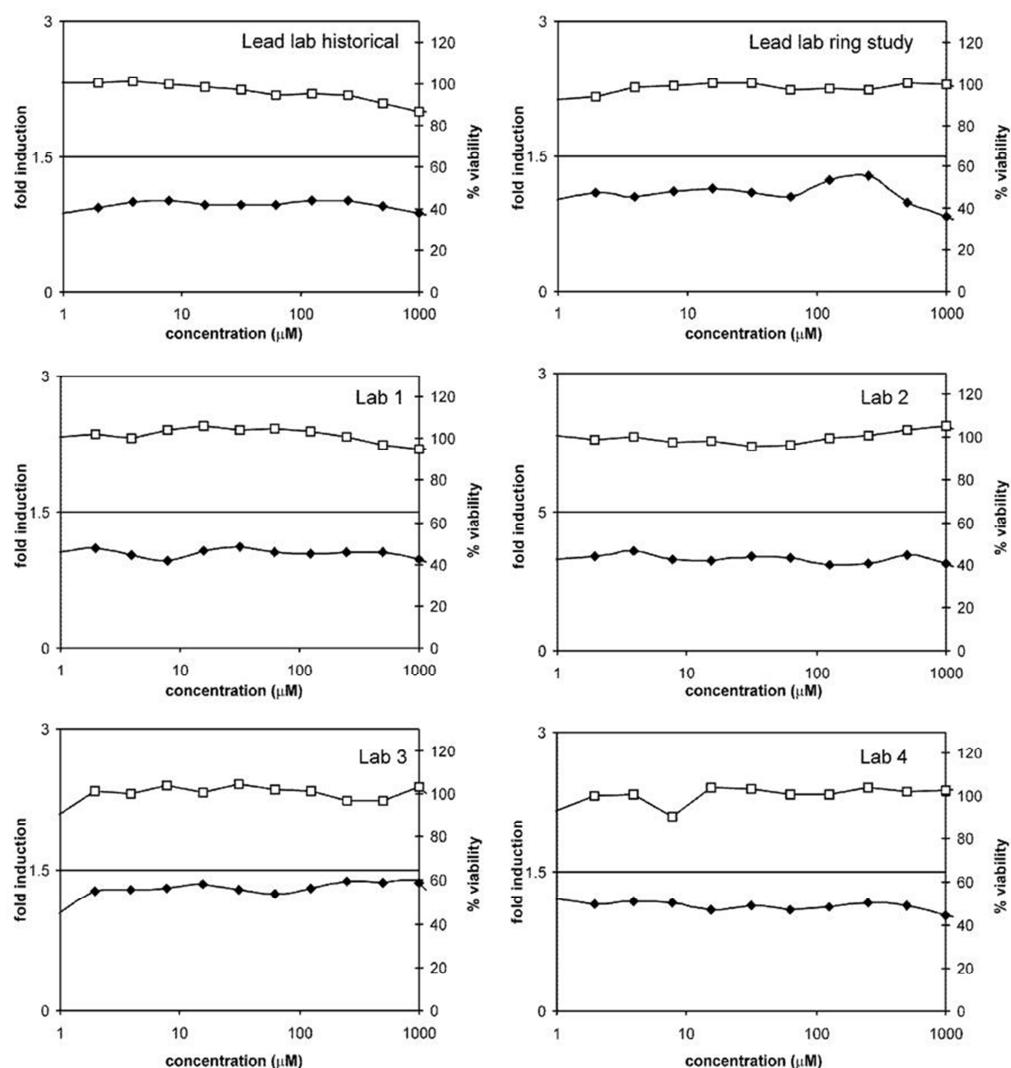 3
Lead lab historical
120
100
80
1.5
60
40
20
0
0
fold induction
% viability
1 10 100 1000
concentration (μM)
3
Lead lab ring study
120
100
80
1.5
60
40
20
0
0
fold induction
% viability
1 10 100 1000
concentration (μM)
3
Lab 1
120
100
80
1.5
60
40
20
0
0
fold induction
% viability
1 10 100 1000
concentration (μM)
3
Lab 2
120
100
80
5
60
40
20
0
0
fold induction
% viability
1 10 100 1000
concentration (μM)
3
Lab 3
120
100
80
1.5
60
40
20
0
0
fold induction
% viability
1 10 100 1000
concentration (μM)
3
Lab 4
120
100
80
1.5
60
40
20
0
0
fold induction
% viability
1 10 100 1000
concentration (μM)